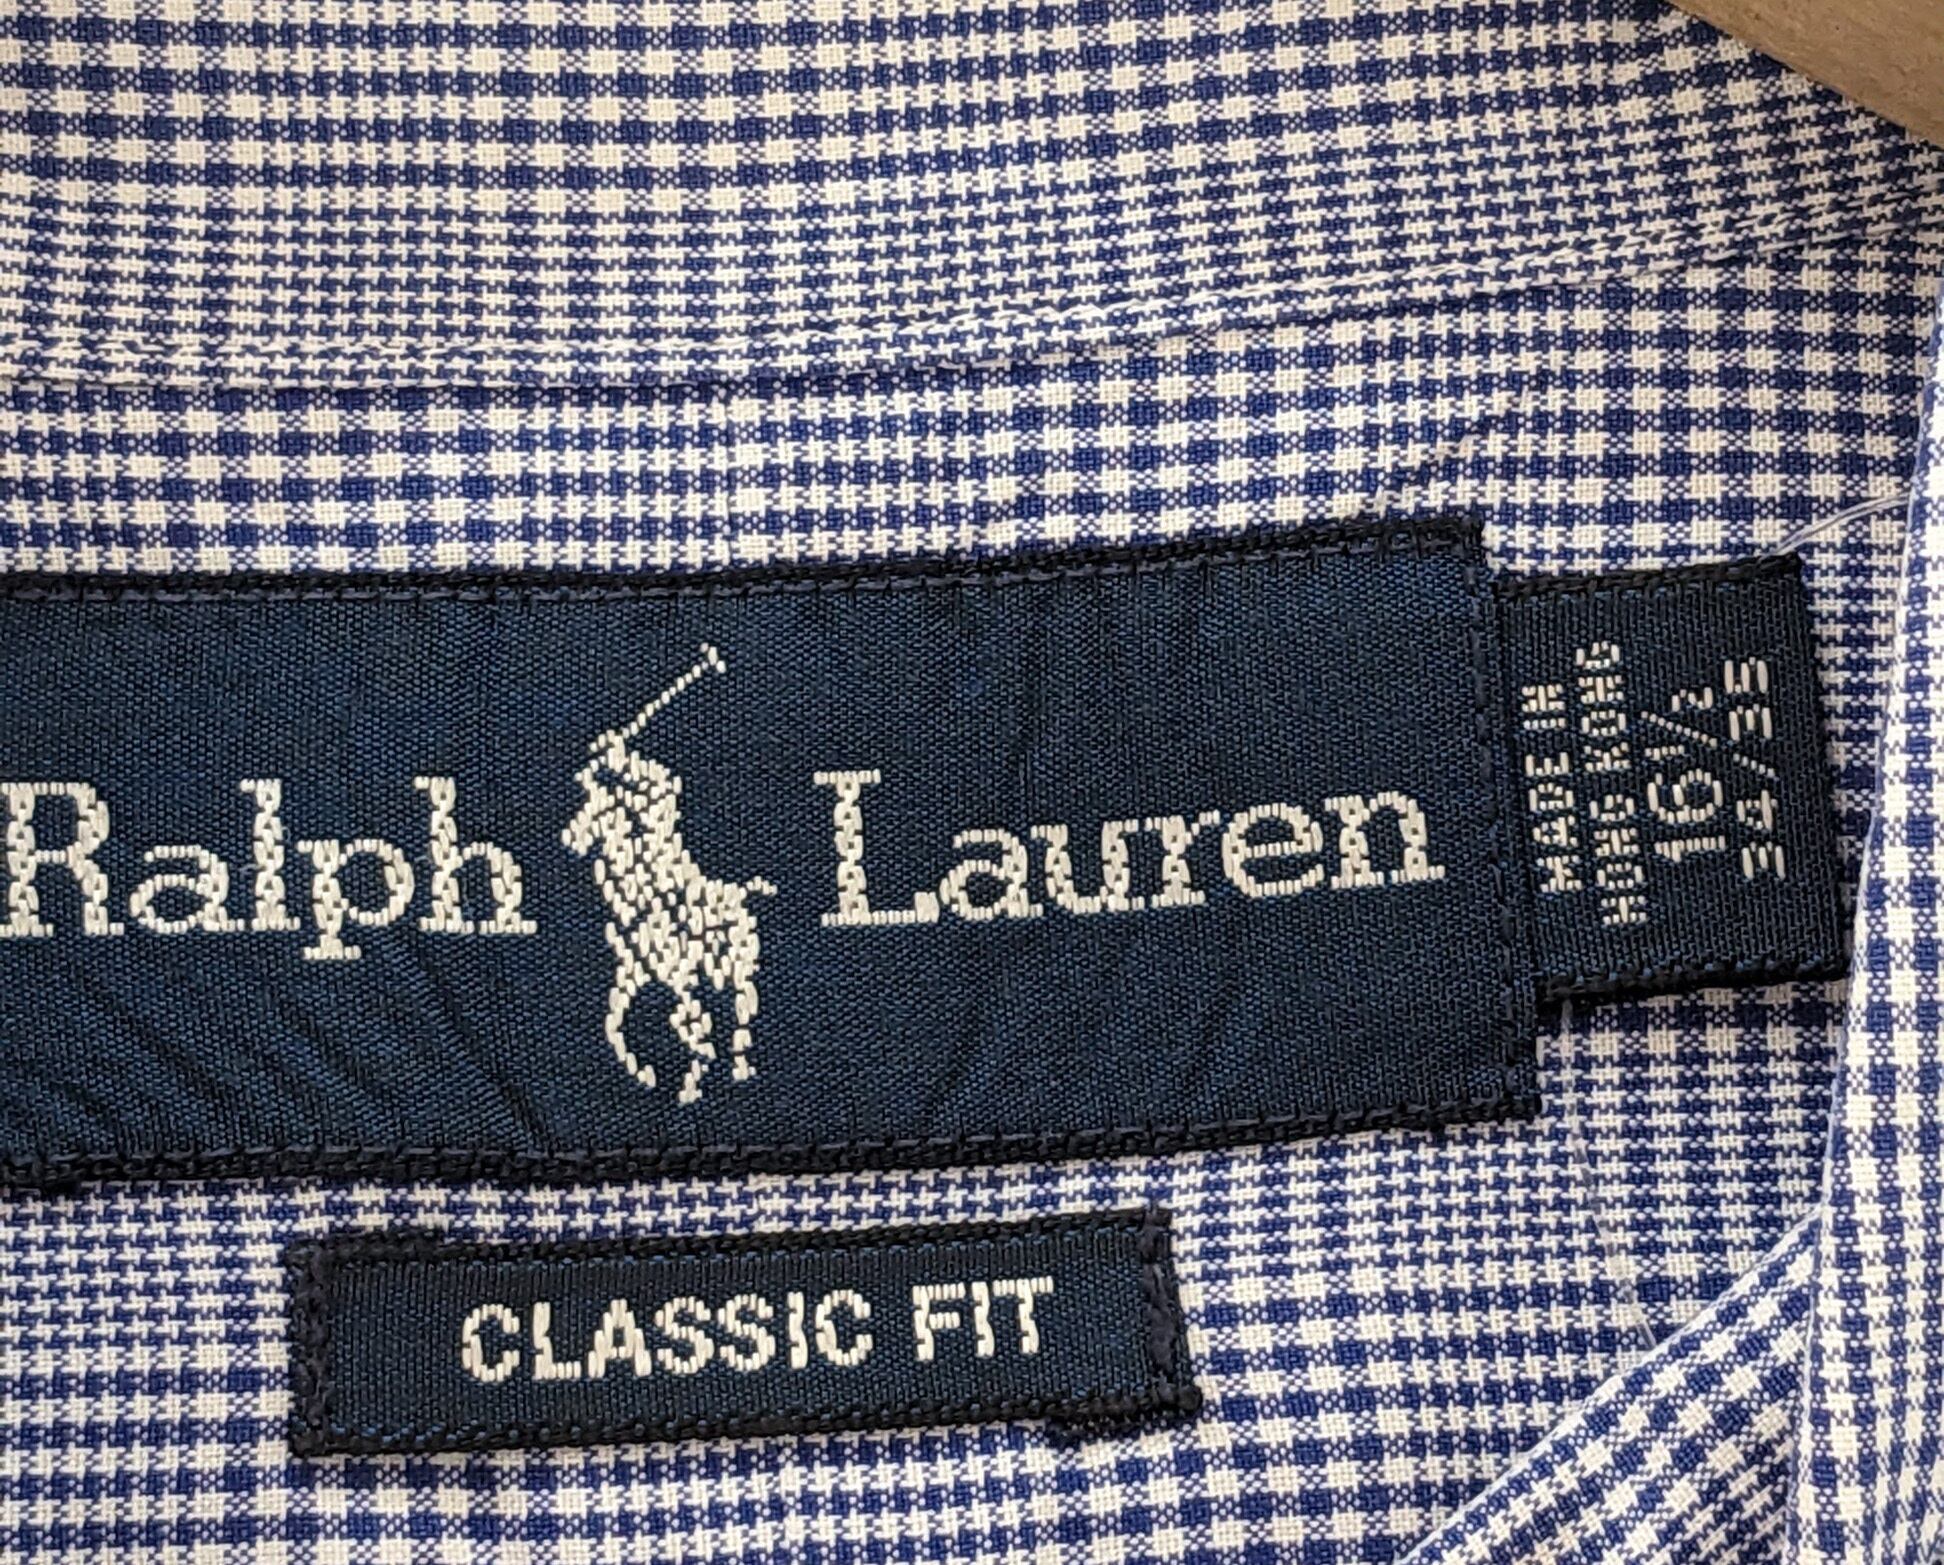 Ralph Lauren
MADE IN
HONG KONG
16 1/2
34/35
CLASSIC FIT